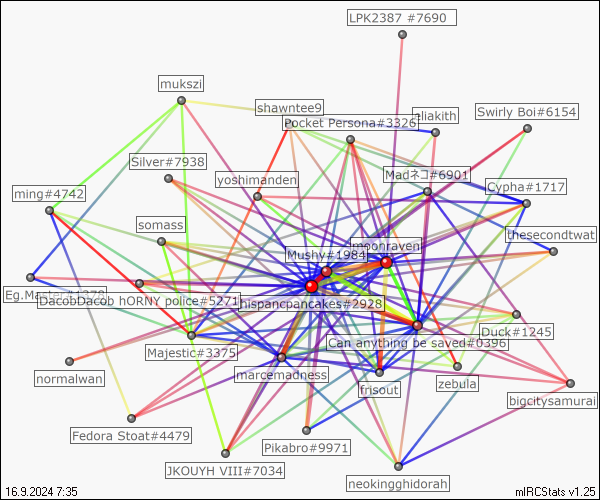 LPK2387 #7690
mukszi
shawntee9
Swirly Boi#6154
Pocket Persona#3326
eliakith
Silver#7938
yoshimanden
Madネコ#6901
Cypha#1717
ming#4742
somass
thesecondtwat
moonraven
Mushy#1984
Eg.Master#1378
DacobDacob hORNY police#5271
hispancpancakes#2928
Duck#1245
Majestic#3375
Can anything be saved#0396
normalwan
marcemadness
frisout
zebula
bigcitysamurai
Fedora Stoat#4479
Pikabro#9971
JKOUYH VIII#7034
neokingghidorah
16.9.2024 7:35
mIRCStats v1.25